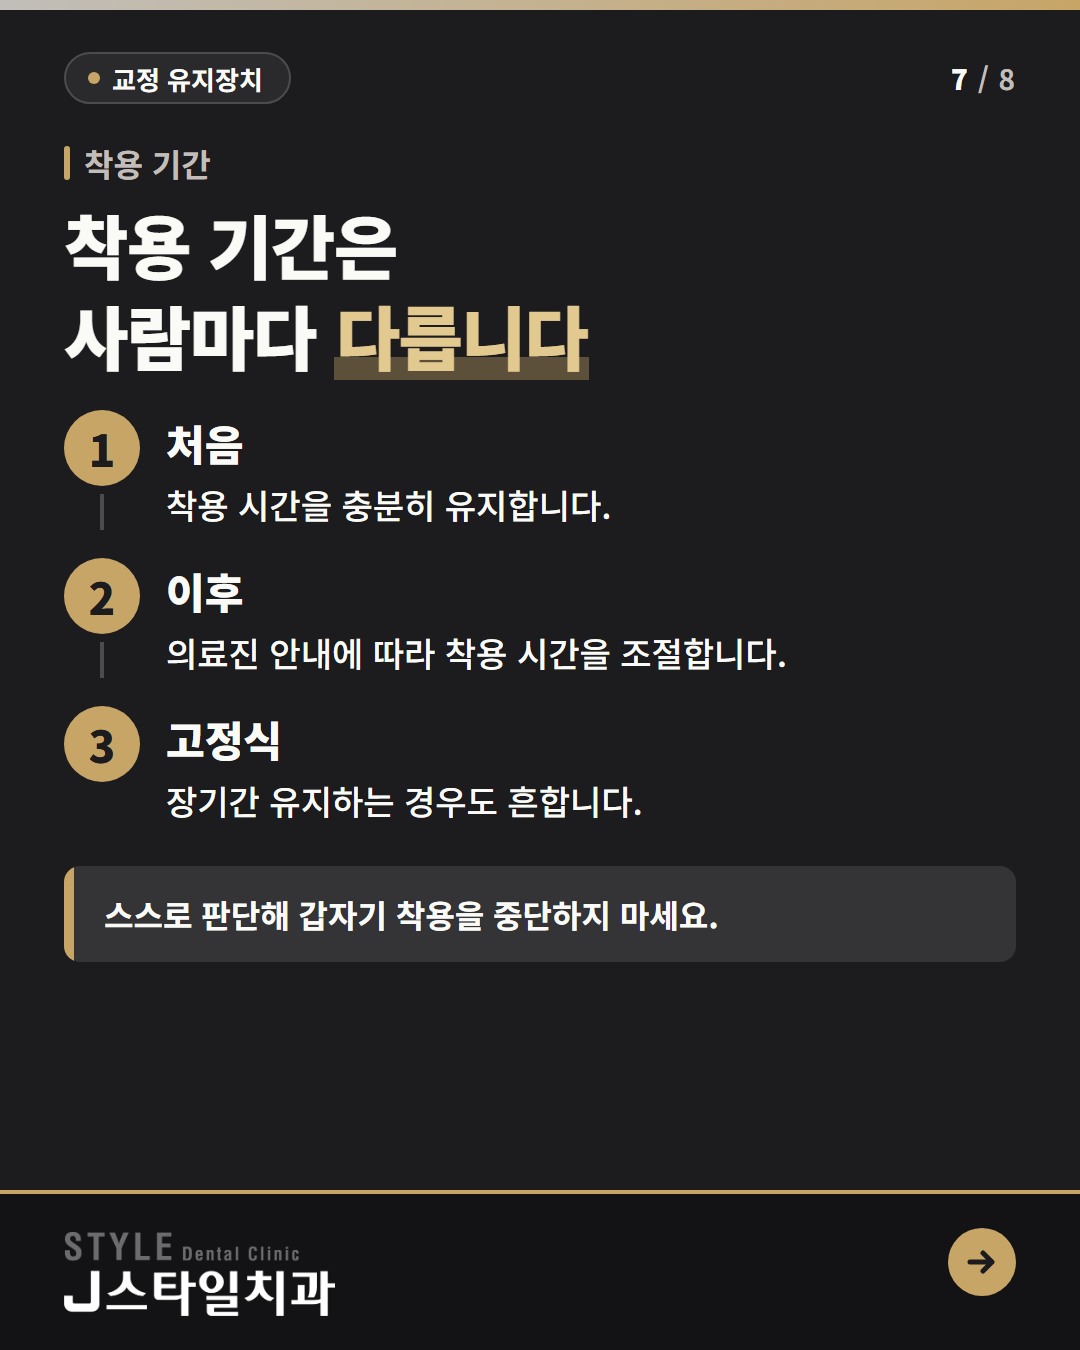 교정 유지장치
7 / 8
착용 기간
착용 기간은
사람마다 다릅니다
1 처음
착용 시간을 충분히 유지합니다.
2 이후
의료진 안내에 따라 착용 시간을 조절합니다.
3 고정식
장기간 유지하는 경우도 흔합니다.
스스로 판단해 갑자기 착용을 중단하지 마세요.
STYLE Dental Clinic
J스타일치과